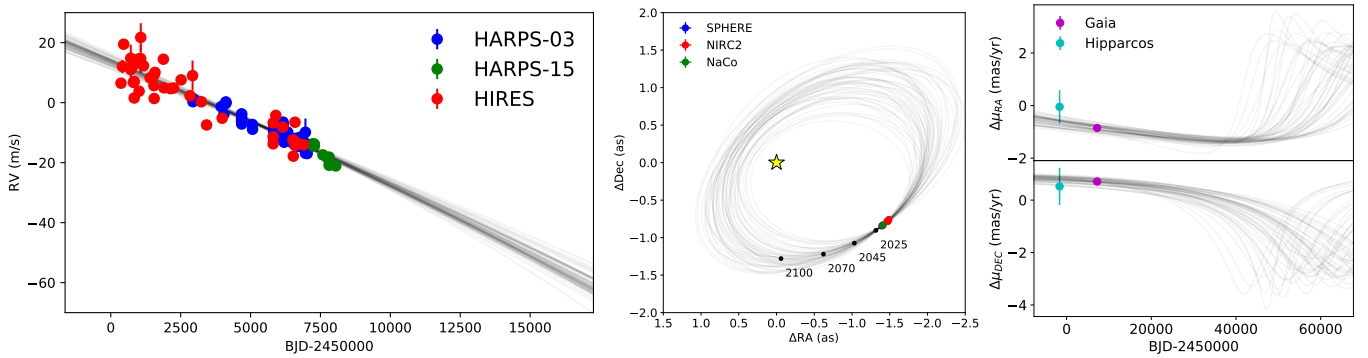 RV (m/s)
20
0
−20
−40
−60
HARPS-03
HARPS-15
HIRES
0 2500 5000 7500 10000 12500 15000
BJD-2450000
ΔDec (as)
2.0
1.5
1.0
0.5
0.0
−0.5
−1.0
−1.5
−2.0
SPHERE
NIRC2
NaCo
2025
2045
2070
2100
1.5 1.0 0.5 0.0 −0.5 −1.0 −1.5 −2.0 −2.5
ΔRA (as)
Δμ_RA (mas/yr)
2
0
−2
Gaia
Hipparcos
Δμ_DEC (mas/yr)
0
−2
−4
0 20000 40000 60000
BJD-2450000